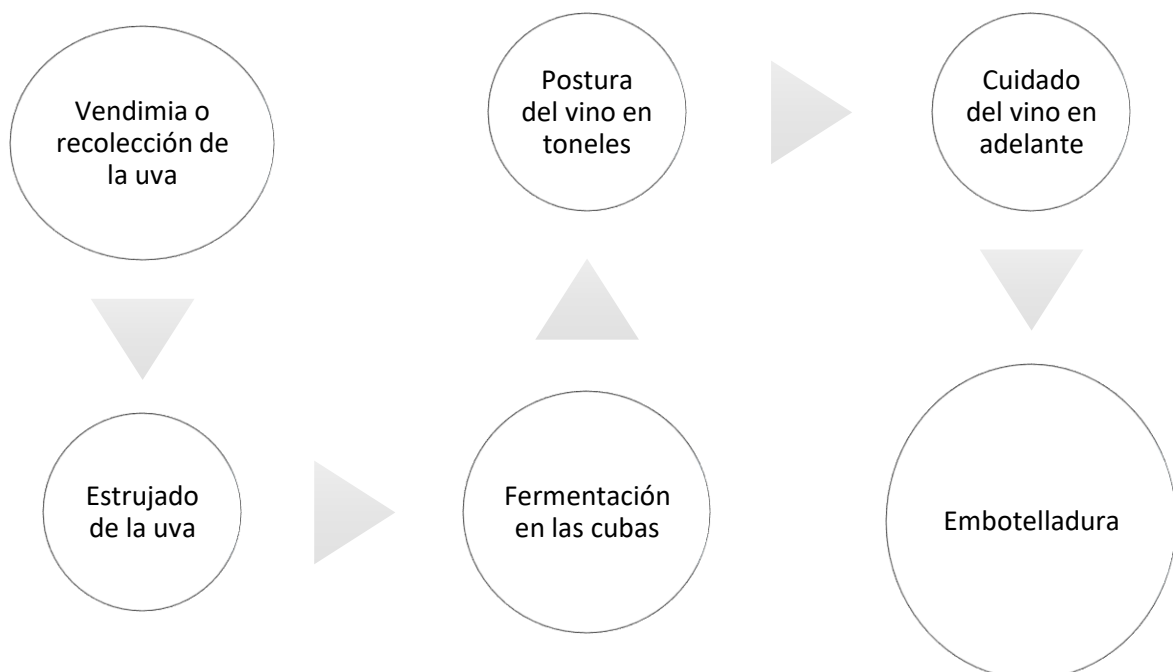 Vendimia o
recolección de
la uva
Estrujado
de la uva
Fermentación
en las cubas
Postura
del vino en
toneles
Cuidado
del vino en
adelante
Embotelladura